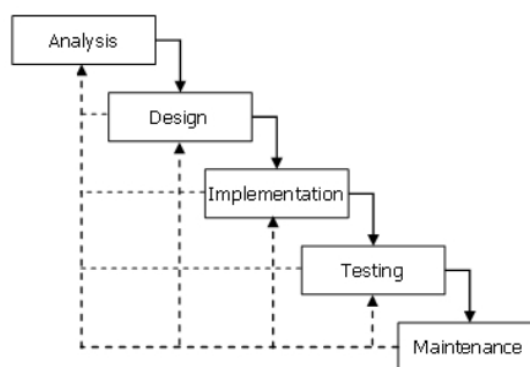 Analysis
Design
Implementation
Testing
Maintenance